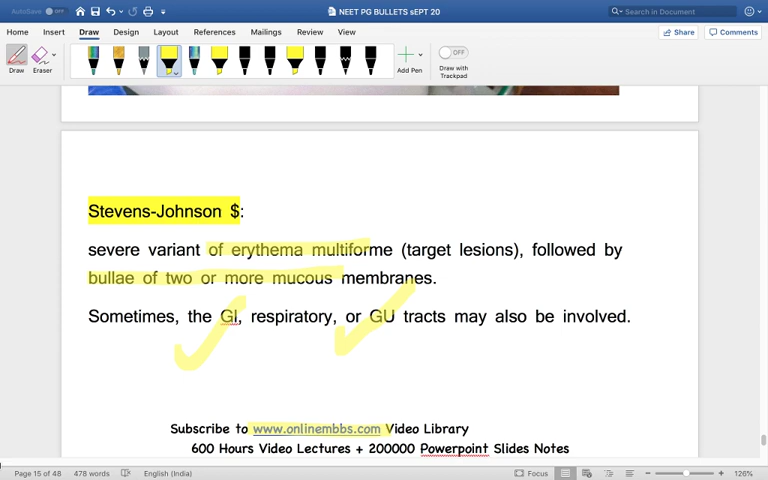 AutoSave OFF
NEET PG BULLETS sEPT 20
Search in Document
Home Insert Draw Design Layout References Mailings Review View
Share Comments
Draw Eraser Add Pen Draw with Trackpad OFF
Stevens-Johnson $:
severe variant of erythema multiforme (target lesions), followed by
bullae of two or more mucous membranes.
Sometimes, the GI, respiratory, or GU tracts may also be involved.
Subscribe to www.onlinembbs.com Video Library
600 Hours Video Lectures + 200000 Powerpoint Slides Notes
Page 15 of 48 478 words English (India) Focus 126%